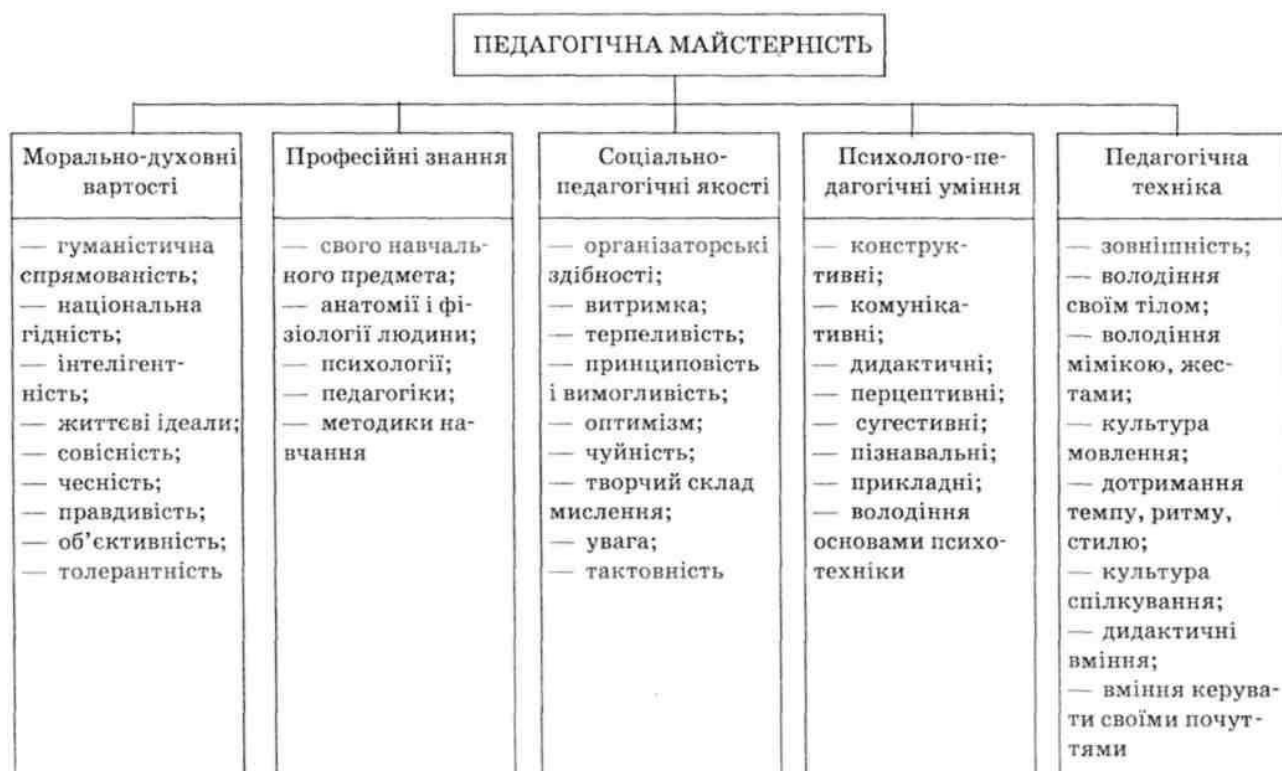 ПЕДАГОГІЧНА МАЙСТЕРНІСТЬ
Морально-духовні
вартості
— гуманістична
спрямованість;
— національна
гідність;
— інтелігент-
ність;
— життєві ідеали;
— совісність;
— чесність;
— правдивість;
— об’єктивність;
— толерантність
Професійні знання
— свого навчаль-
ного предмета;
— анатомії і фі-
зіології людини;
— психології;
— педагогіки;
— методики на-
вчання
Соціально-
педагогічні якості
— організаторські
здібності;
— витримка;
— терпеливість;
— принциповість
і вимогливість;
— оптимізм;
— чуйність;
— творчий склад
мислення;
— увага;
— тактовність
Психолого-пе-
дагогічні уміння
— конструк-
тивні;
— комуніка-
тивні;
— дидактичні;
— перцептивні;
— сугестивні;
— пізнавальні;
— прикладні;
— володіння
основами психо-
техніки
Педагогічна
техніка
— зовнішність;
— володіння
своїм тілом;
— володіння
мімікою, жес-
тами;
— культура
мовлення;
— дотримання
темпу, ритму,
стилю;
— культура
спілкування;
— дидактичні
вміння;
— вміння керува-
ти своїми почут-
тями